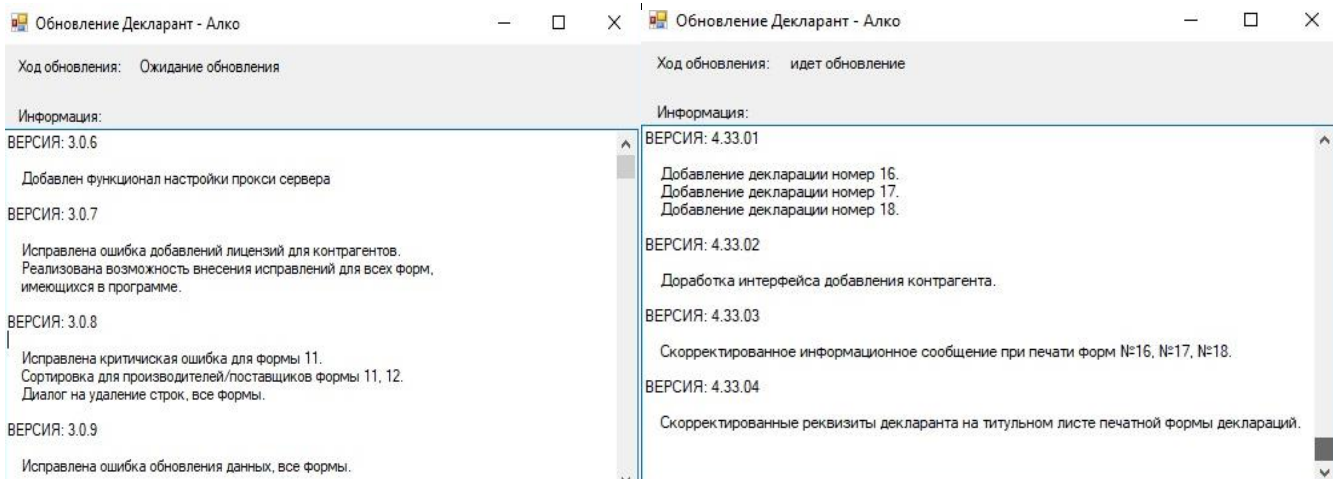 Обновление Декларант - Алко
Ход обновления: Ожидание обновления
Информация:
ВЕРСИЯ: 3.0.6
Добавлен функционал настройки прокси сервера
ВЕРСИЯ: 3.0.7
Исправлена ошибка добавлений лицензий для контрагентов.
Реализована возможность внесения исправлений для всех форм,
имеющихся в программе.
ВЕРСИЯ: 3.0.8
Исправлена критичиская ошибка для формы 11.
Сортировка для производителей/поставщиков формы 11, 12.
Диалог на удаление строк, все формы.
ВЕРСИЯ: 3.0.9
Исправлена ошибка обновления данных, все формы.
Обновление Декларант - Алко
Ход обновления: идет обновление
Информация:
ВЕРСИЯ: 4.33.01
Добавление декларации номер 16.
Добавление декларации номер 17.
Добавление декларации номер 18.
ВЕРСИЯ: 4.33.02
Доработка интерфейса добавления контрагента.
ВЕРСИЯ: 4.33.03
Скорректированное информационное сообщение при печати форм №16, №17, №18.
ВЕРСИЯ: 4.33.04
Скорректированные реквизиты декларанта на титульном листе печатной формы деклараций.